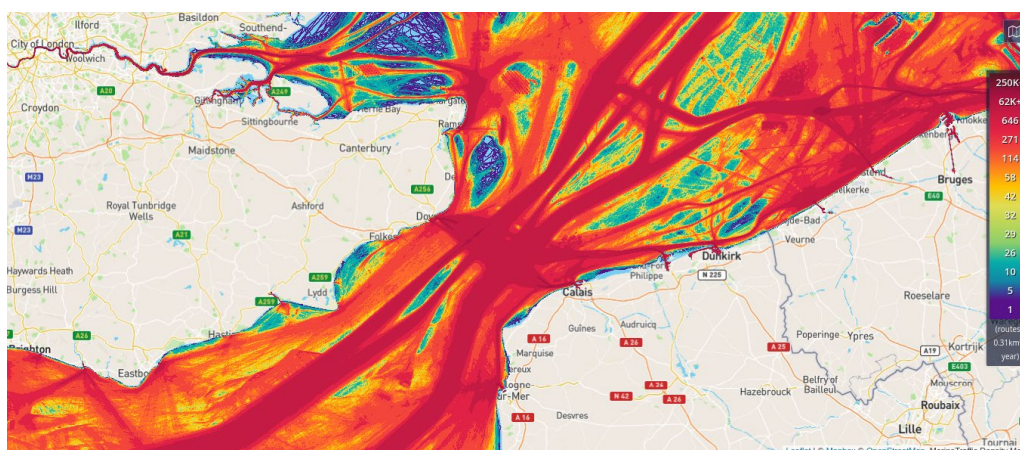 Ilford
Basildon
Southend-
City of London
Woolwich
A20
A249
Gillingham
Croydon
Sittingbourne
Maidstone
Canterbury
M23
A256
Royal Tunbridge
Wells
Ashford
A21
M23
Haywards Heath
A259
Lydd
Burgess Hill
A259
A26
Calais
Guînes
Audruicq
A 16
A 26
Marquise
A 26
N 42
A 26
Desvres
A 16
Hazebrouck
Dunkirk
Philippe
N 225
Veurne
A 25
Poperinge
Ypres
Belfry of
Bailleul
Bruges
E40
Roeselare
A19
Kortrijk
E403
Mouscron
Roubaix
Lille
Tournai
250K+
62K+
646
271
114
58
42
32
29
26
10
5
1
(routes
0.31km
year)